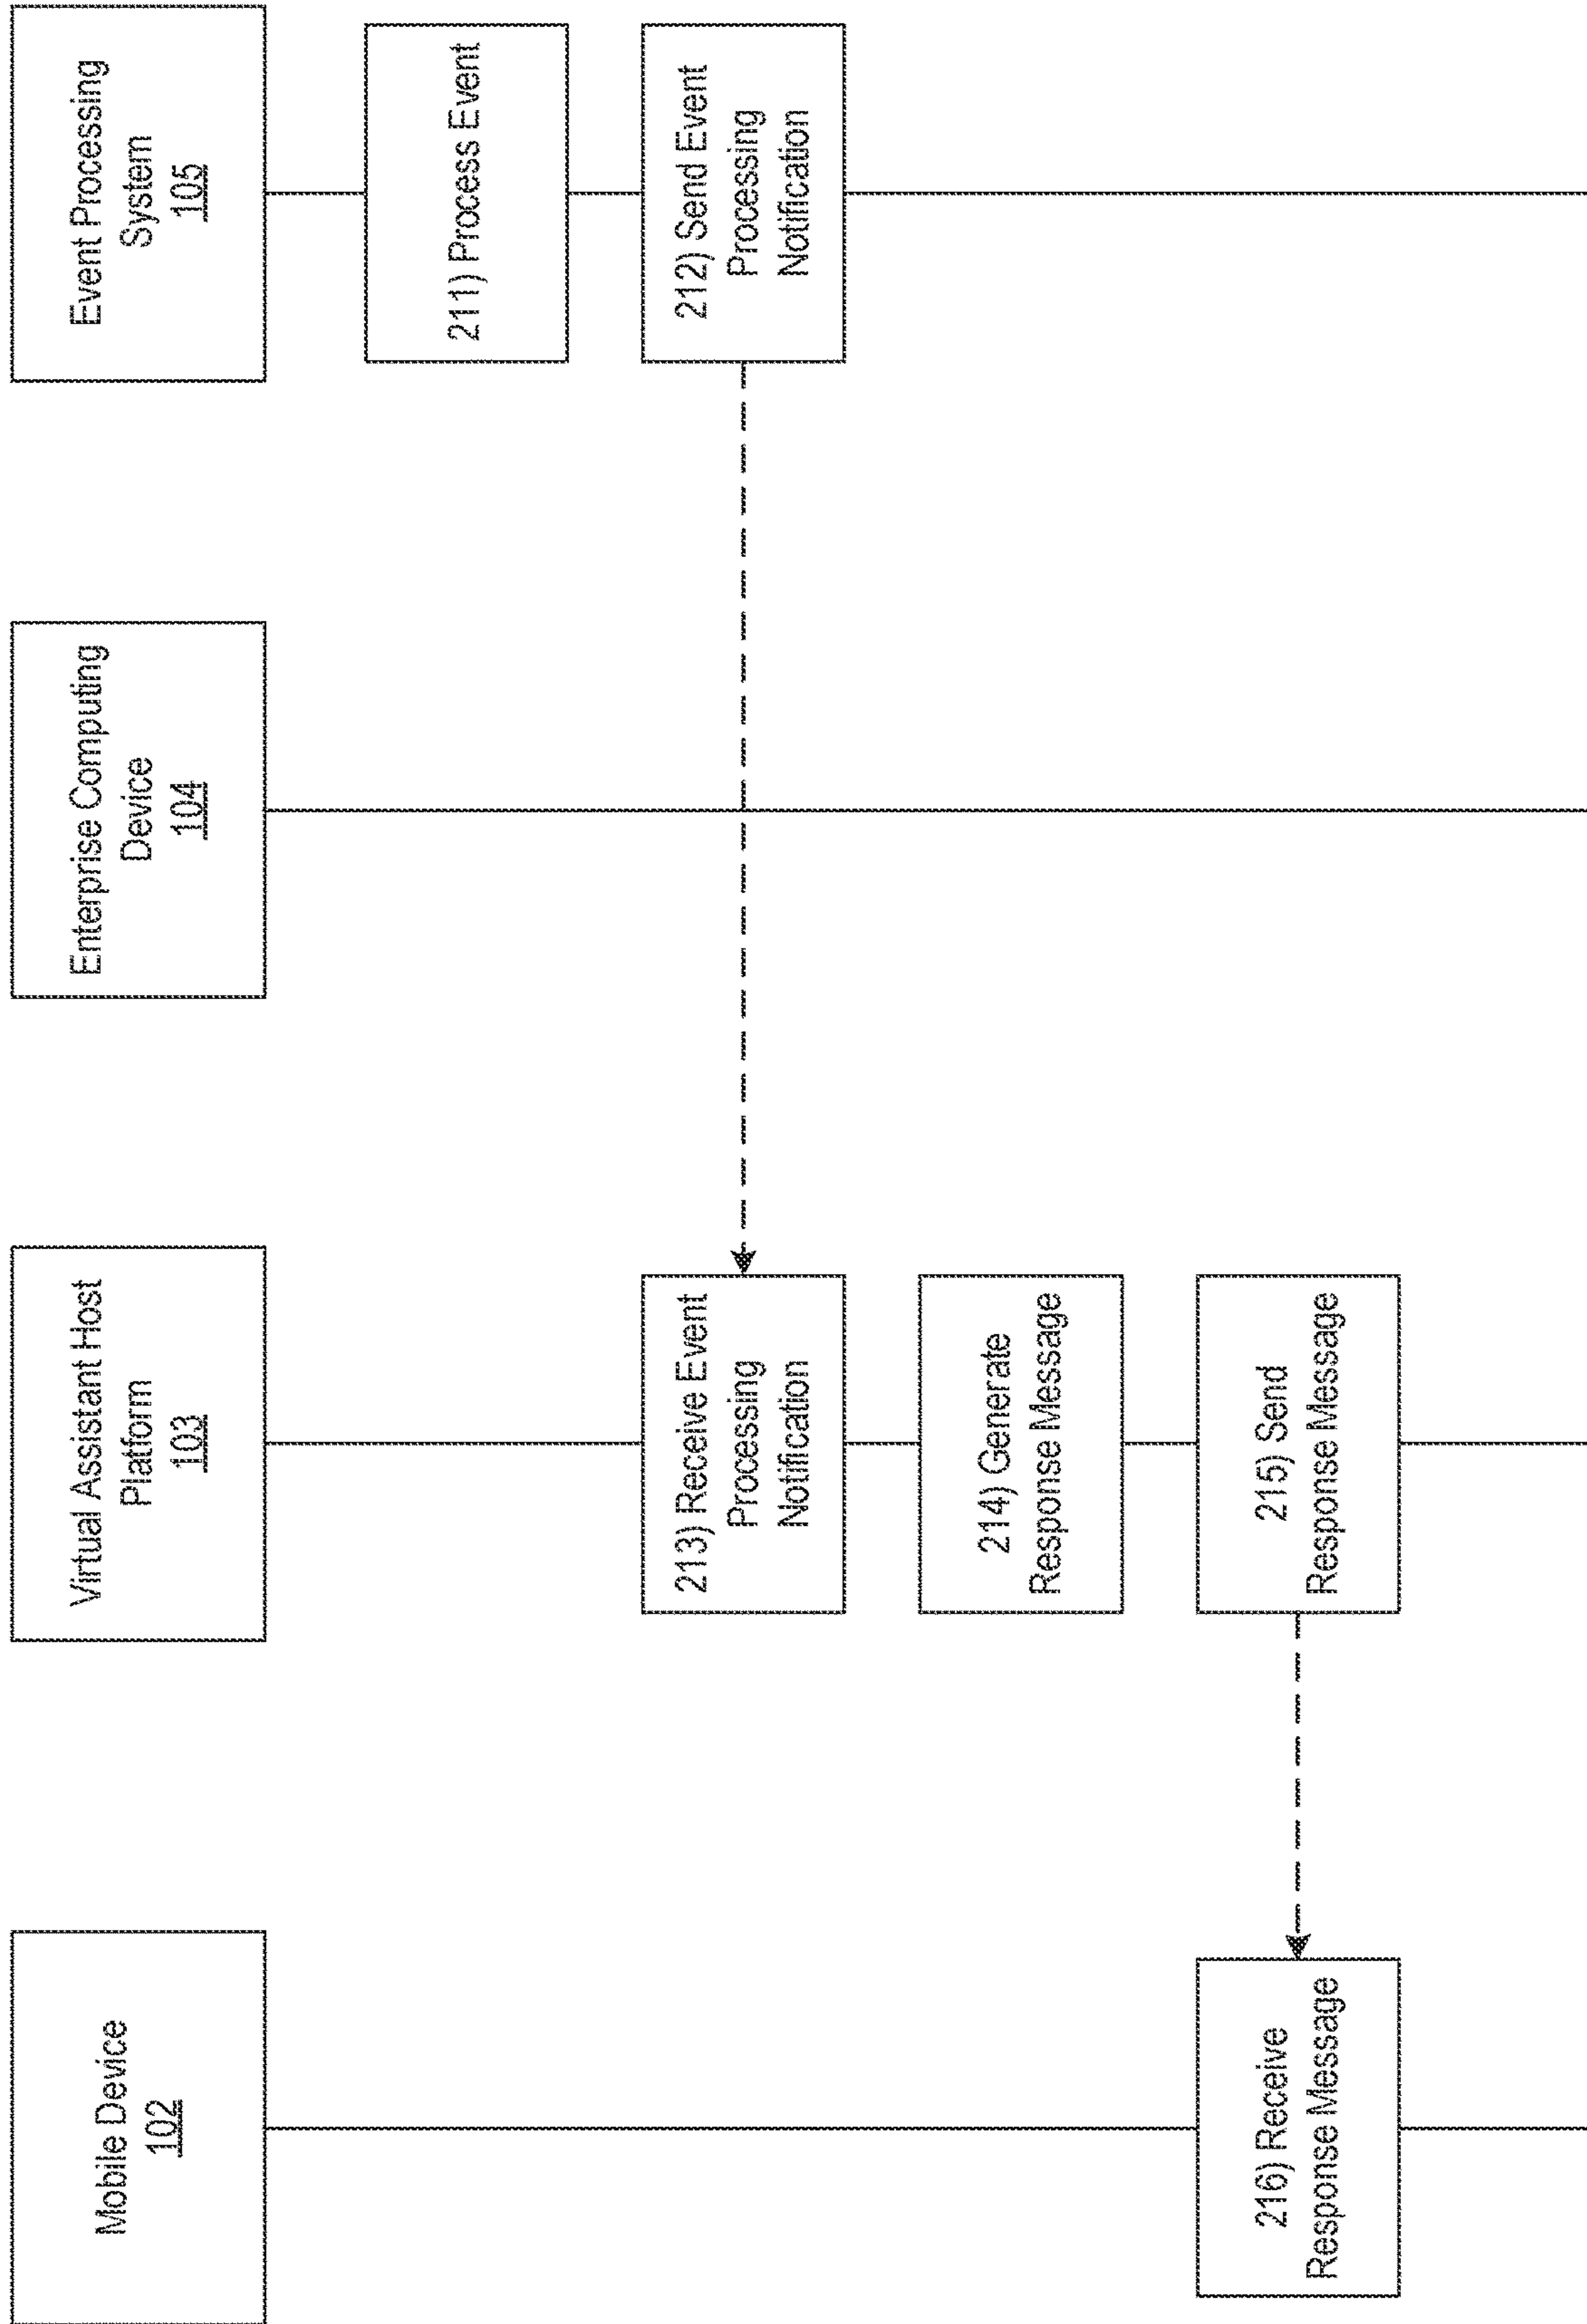 Mobile Device
102
Virtual Assistant Host
Platform
103
Enterprise Computing
Device
104
Event Processing
System
105
211) Process Event
212) Send Event
Processing
Notification
213) Receive Event
Processing
Notification
214) Generate
Response Message
215) Send
Response Message
216) Receive
Response Message